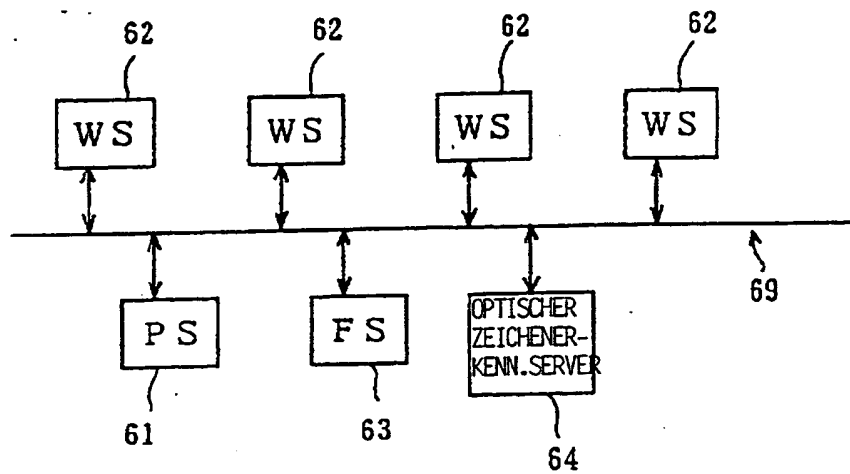 62 62 62 62
WS WS WS WS
69
PS FS OPTISCHER
ZEICHENER-
KENN.SERVER
61 63 64